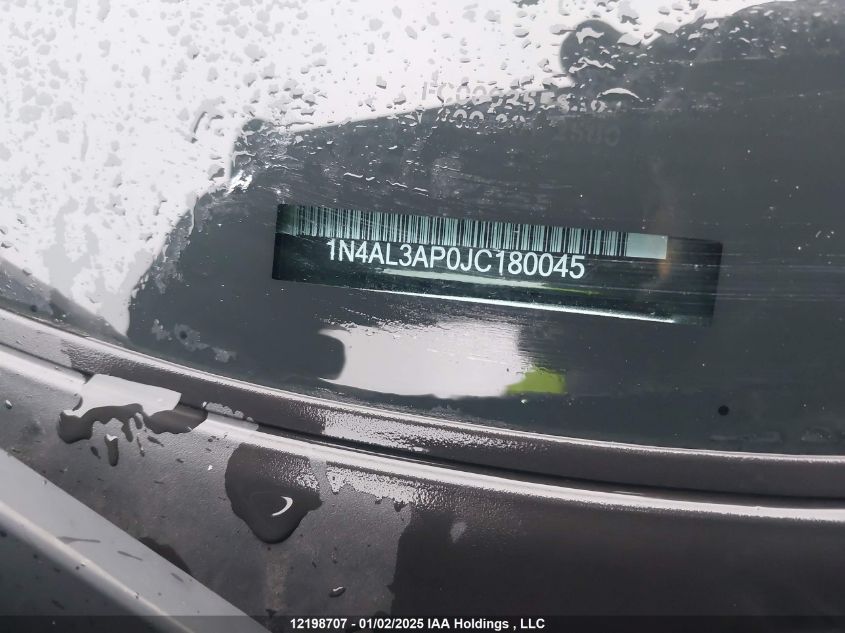 1N4AL3AP0JC180045
12198707 - 01/02/2025 IAA Holdings , LLC